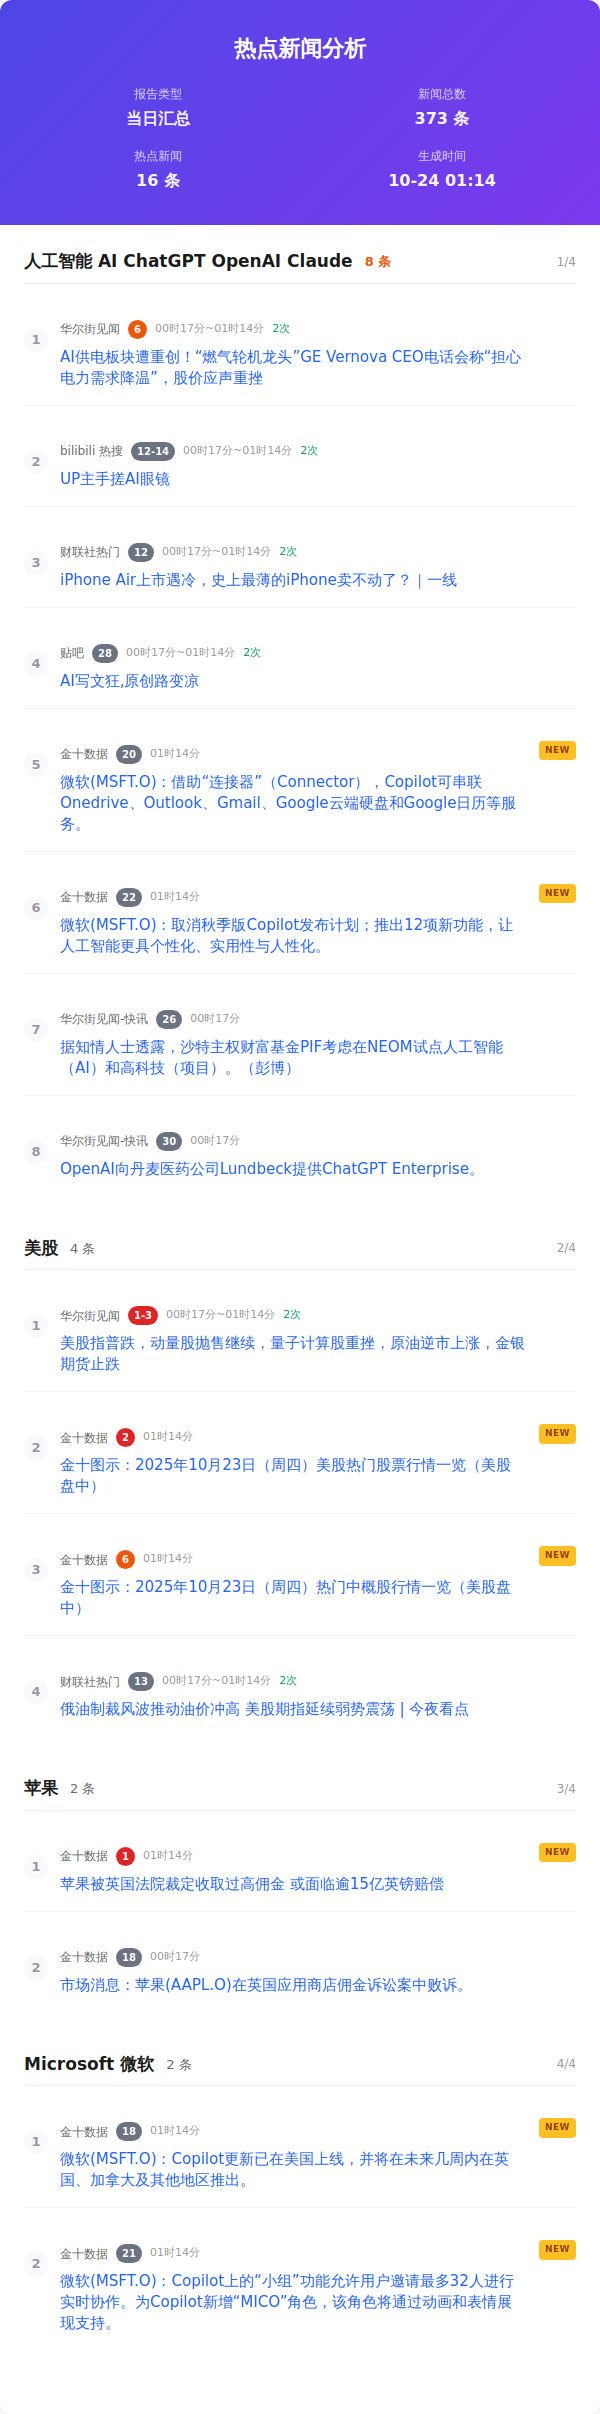 热点新闻分析
报告类型
当日汇总
新闻总数
373 条
热点新闻
16 条
生成时间
10-24 01:14
人工智能 AI ChatGPT OpenAI Claude 8 条 1/4
1
华尔街见闻 6 00时17分~01时14分 2次
AI供电板块遭重创！“燃气轮机龙头”GE Vernova CEO电话会称“担心
电力需求降温”，股价应声重挫
2
bilibili 热搜 12-14 00时17分~01时14分 2次
UP主手搓AI眼镜
3
财联社热门 12 00时17分~01时14分 2次
iPhone Air上市遇冷，史上最薄的iPhone卖不动了？｜一线
4
贴吧 28 00时17分~01时14分 2次
AI写文狂,原创路变凉
5
金十数据 20 01时14分 NEW
微软(MSFT.O)：借助“连接器”（Connector），Copilot可串联
Onedrive、Outlook、Gmail、Google云端硬盘和Google日历等服
务。
6
金十数据 22 01时14分 NEW
微软(MSFT.O)：取消秋季版Copilot发布计划；推出12项新功能，让
人工智能更具个性化、实用性与人性化。
7
华尔街见闻-快讯 26 00时17分
据知情人士透露，沙特主权财富基金PIF考虑在NEOM试点人工智能
（AI）和高科技（项目）。（彭博）
8
华尔街见闻-快讯 30 00时17分
OpenAI向丹麦医药公司Lundbeck提供ChatGPT Enterprise。
美股 4 条 2/4
1
华尔街见闻 1-3 00时17分~01时14分 2次
美股指普跌，动量股抛售继续，量子计算股重挫，原油逆市上涨，金银
期货止跌
2
金十数据 2 01时14分 NEW
金十图示：2025年10月23日（周四）美股热门股票行情一览（美股
盘中）
3
金十数据 6 01时14分 NEW
金十图示：2025年10月23日（周四）热门中概股行情一览（美股盘
中）
4
财联社热门 13 00时17分~01时14分 2次
俄油制裁风波推动油价冲高 美股期指延续弱势震荡 | 今夜看点
苹果 2 条 3/4
1
金十数据 1 01时14分 NEW
苹果被英国法院裁定收取过高佣金 或面临逾15亿英镑赔偿
2
金十数据 18 00时17分
市场消息：苹果(AAPL.O)在英国应用商店佣金诉讼案中败诉。
Microsoft 微软 2 条 4/4
1
金十数据 18 01时14分 NEW
微软(MSFT.O)：Copilot更新已在美国上线，并将在未来几周内在英
国、加拿大及其他地区推出。
2
金十数据 21 01时14分 NEW
微软(MSFT.O)：Copilot上的“小组”功能允许用户邀请最多32人进行
实时协作。为Copilot新增“MICO”角色，该角色将通过动画和表情展
现支持。